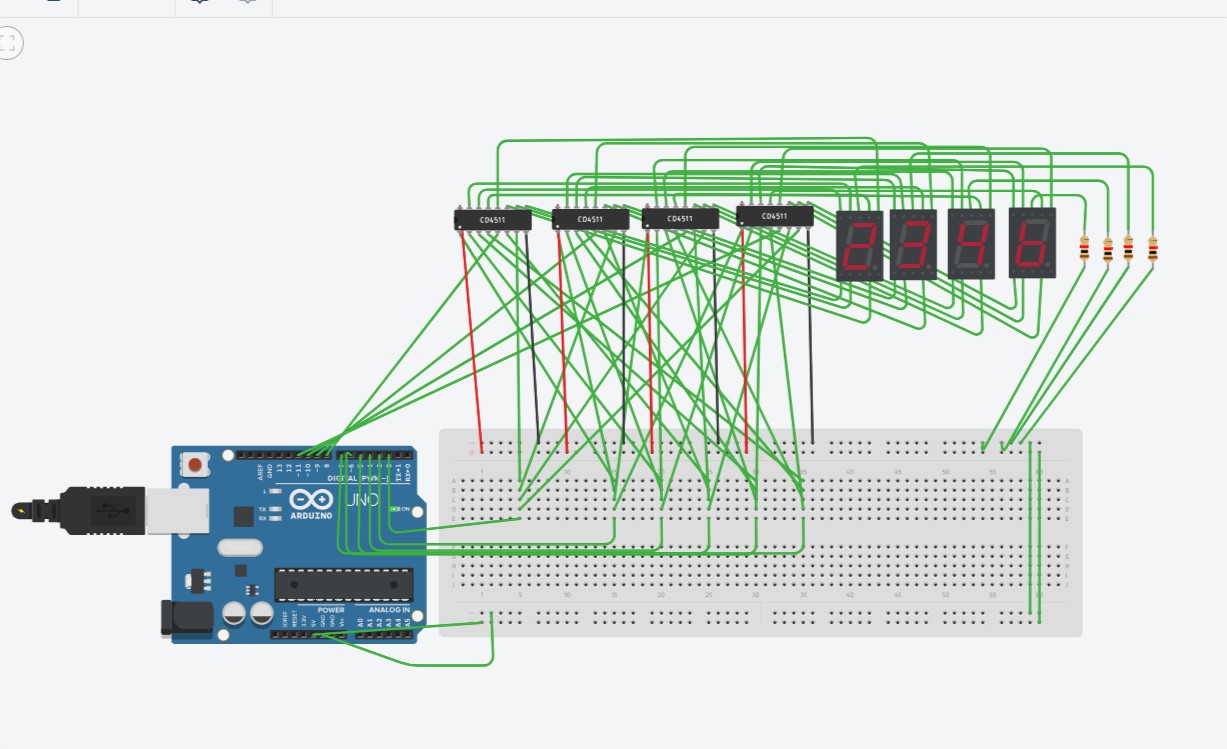 CD4511 CD4511 CD4511 CD4511
2 3 4 6
AREF GND 13 12 ~11 ~10 ~9 8
DIGITAL (PWM~) TX→1 RX←0
L
TX
RX
UNO
ARDUINO
ON
POWER ANALOG IN
IOREF RESET 3.3V 5V GND GND Vin A0 A1 A2 A3 A4 A5
1 5 10 15 20 25 30 35 40 45 50 55 60
A A
B B
C C
D D
E E
F F
H H
I I
J J
1 5 10 15 20 25 30 35 40 45 50 55 60